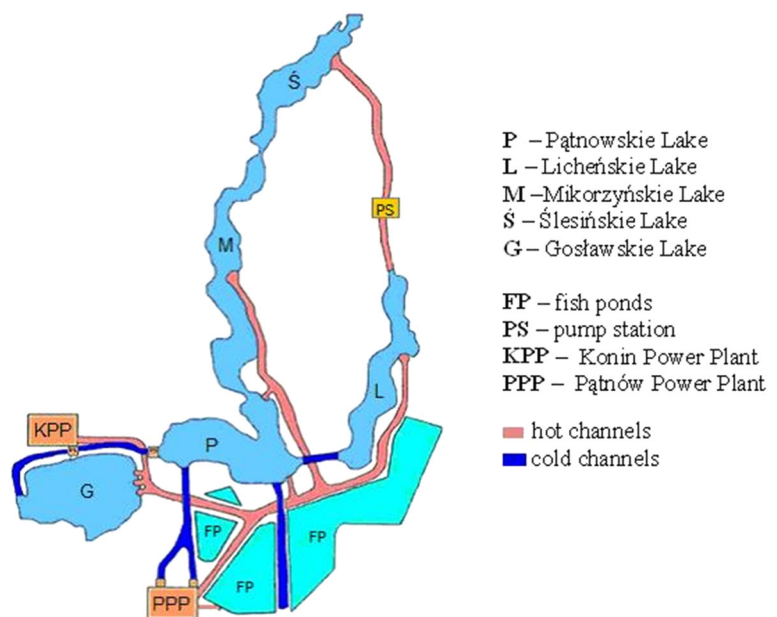 Ś
PS
M
L
KPP
P
G
FP
FP
FP
PPP
P – Pątnowskie Lake
L – Licheńskie Lake
M – Mikorzyńskie Lake
Ś – Ślesińskie Lake
G – Gosławskie Lake
FP – fish ponds
PS – pump station
KPP – Konin Power Plant
PPP – Pątnów Power Plant
hot channels
cold channels